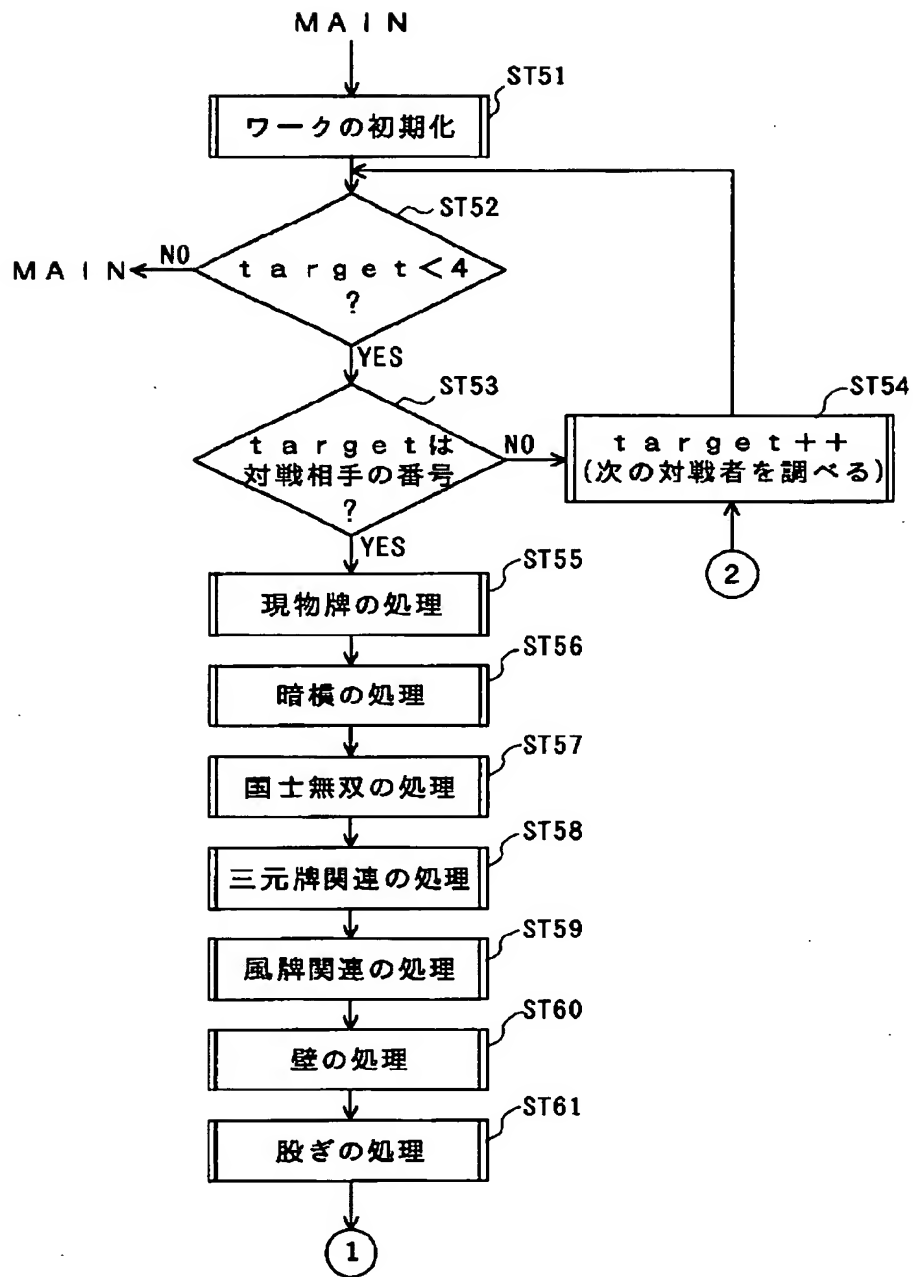 MAIN
ST51
ワークの初期化
ST52
target<4
?
NO
MAIN
YES
ST53
targetは
対戦相手の番号
?
NO
ST54
target++
(次の対戦者を調べる)
2
YES
ST55
現物牌の処理
ST56
暗槓の処理
ST57
国士無双の処理
ST58
三元牌関連の処理
ST59
風牌関連の処理
ST60
壁の処理
ST61
股ぎの処理
1